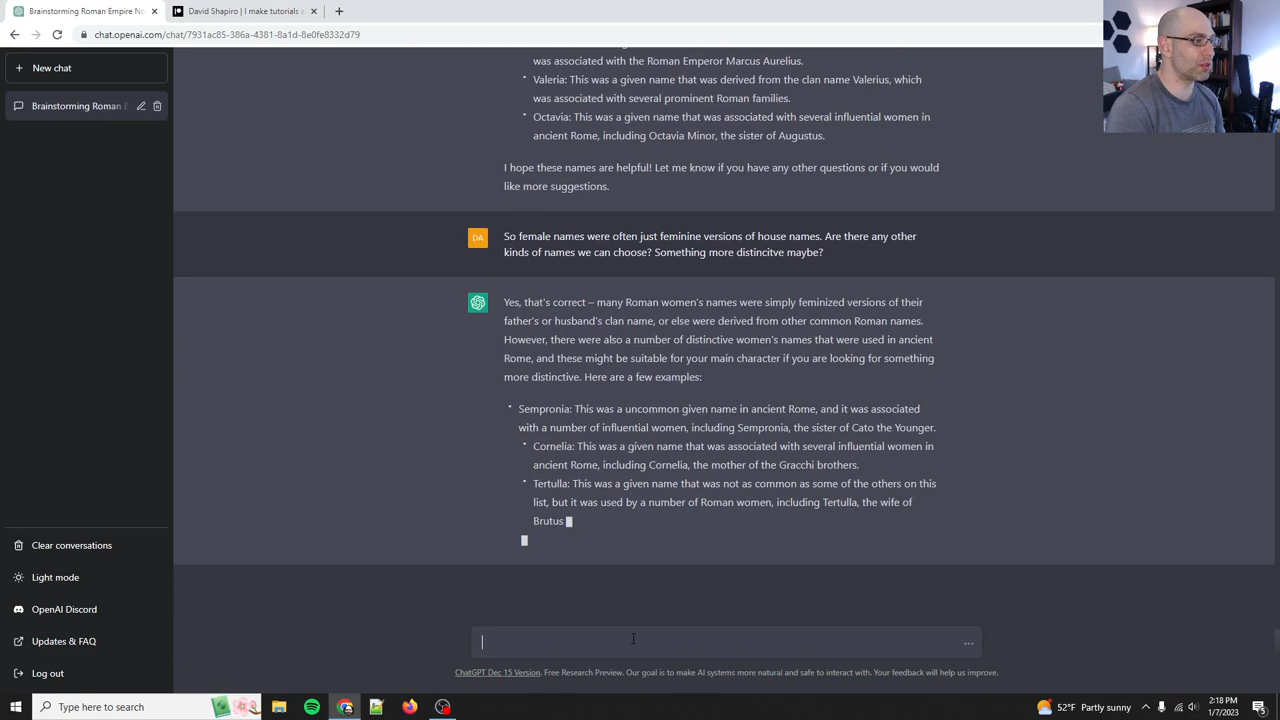 Brainstorming Roman Empire No
David Shapiro | I make tutorials a
chat.openai.com/chat/7931ac85-386a-4381-8a1d-8e0fe8332d79
New chat
Brainstorming Roman E
was associated with the Roman Emperor Marcus Aurelius.
Valeria: This was a given name that was derived from the clan name Valerius, which
was associated with several prominent Roman families.
Octavia: This was a given name that was associated with several influential women in
ancient Rome, including Octavia Minor, the sister of Augustus.
I hope these names are helpful! Let me know if you have any other questions or if you would
like more suggestions.
DA
So female names were often just feminine versions of house names. Are there any other
kinds of names we can choose? Something more distincitve maybe?
Yes, that's correct – many Roman women's names were simply feminized versions of their
father's or husband's clan name, or else were derived from other common Roman names.
However, there were also a number of distinctive women's names that were used in ancient
Rome, and these might be suitable for your main character if you are looking for something
more distinctive. Here are a few examples:
Sempronia: This was a uncommon given name in ancient Rome, and it was associated
with a number of influential women, including Sempronia, the sister of Cato the Younger.
Cornelia: This was a given name that was associated with several influential women in
ancient Rome, including Cornelia, the mother of the Gracchi brothers.
Tertulla: This was a given name that was not as common as some of the others on this
list, but it was used by a number of Roman women, including Tertulla, the wife of
Brutus
Clear conversations
Light mode
OpenAI Discord
Updates & FAQ
Log out
ChatGPT Dec 15 Version. Free Research Preview. Our goal is to make AI systems more natural and safe to interact with. Your feedback will help us improve.
Type here to search
52°F Partly sunny
2:18 PM
1/7/2023